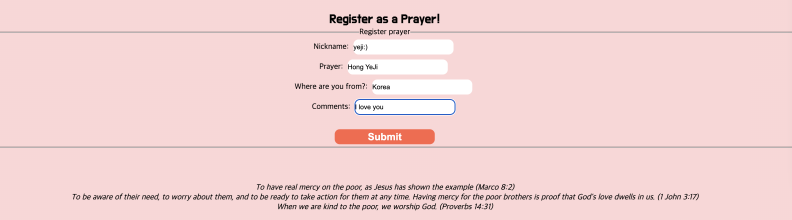 Register as a Prayer!
Register prayer
Nickname: yeji:)
Prayer: Hong YeJi
Where are you from?: Korea
Comments: I love you
Submit
To have real mercy on the poor, as Jesus has shown the example (Marco 8:2)
To be aware of their need, to worry about them, and to be ready to take action for them at any time. Having mercy for the poor brothers is proof that God's love dwells in us. (1 John 3:17)
When we are kind to the poor, we worship God. (Proverbs 14:31)